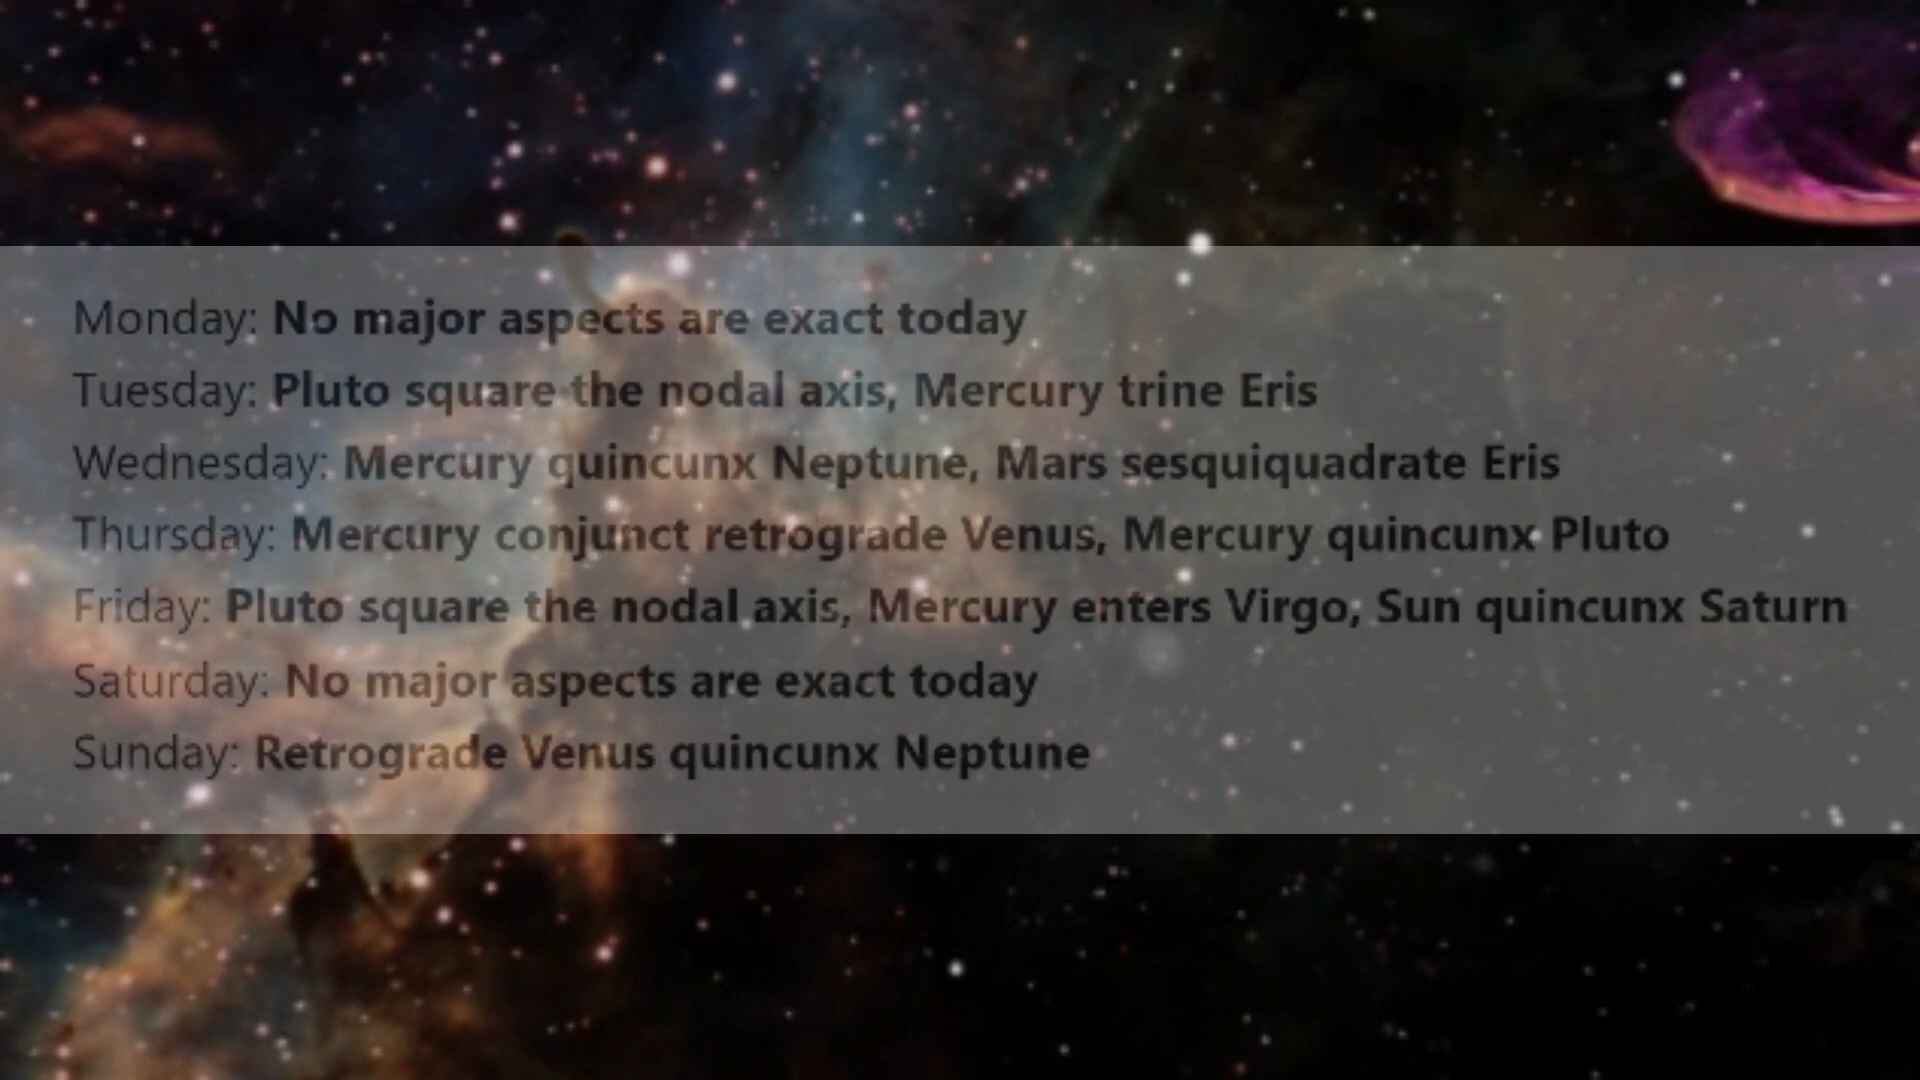 Monday: No major aspects are exact today
Tuesday: Pluto square the nodal axis, Mercury trine Eris
Wednesday: Mercury quincunx Neptune, Mars sesquiquadrate Eris
Thursday: Mercury conjunct retrograde Venus, Mercury quincunx Pluto
Friday: Pluto square the nodal axis, Mercury enters Virgo, Sun quincunx Saturn
Saturday: No major aspects are exact today
Sunday: Retrograde Venus quincunx Neptune